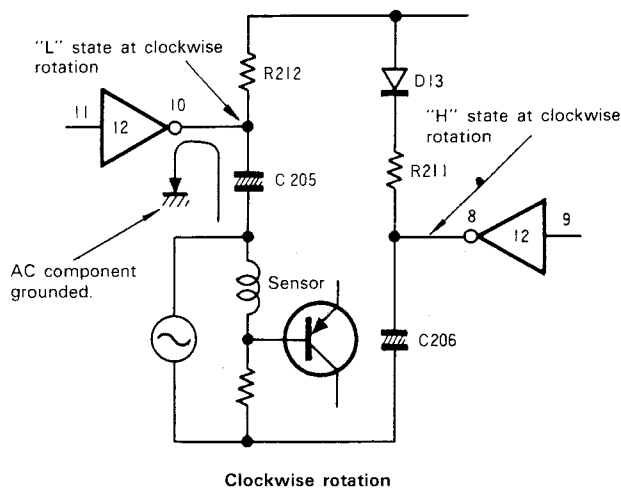 "L" state at clockwise
rotation
R212
D13
11
12
10
"H" state at clockwise
rotation
C 205
R211
8
12
9
AC component
grounded.
Sensor
C206
Clockwise rotation